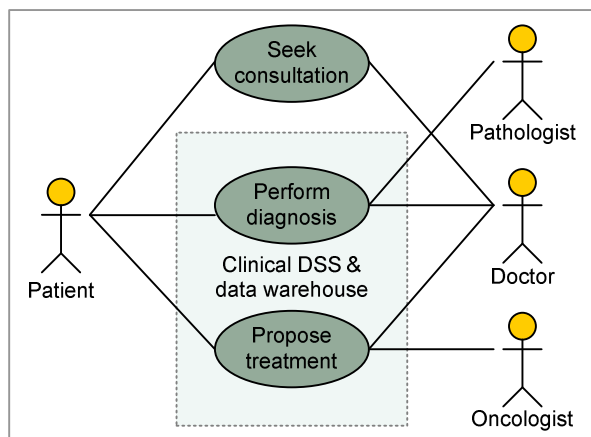 Seek
consultation
Pathologist
Perform
diagnosis
Patient
Clinical DSS &
data warehouse
Doctor
Propose
treatment
Oncologist